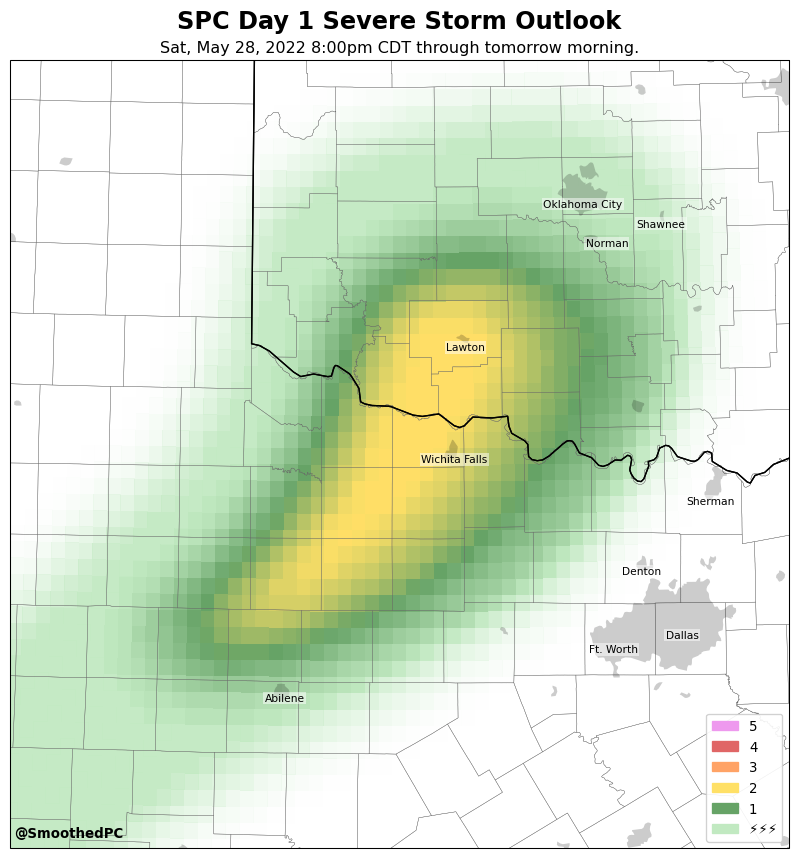 SPC Day 1 Severe Storm Outlook
Sat, May 28, 2022 8:00pm CDT through tomorrow morning.
Oklahoma City
Shawnee
Norman
Lawton
Wichita Falls
Sherman
Denton
Dallas
Ft. Worth
Abilene
5
4
3
2
1
⚡⚡⚡
@SmoothedPC